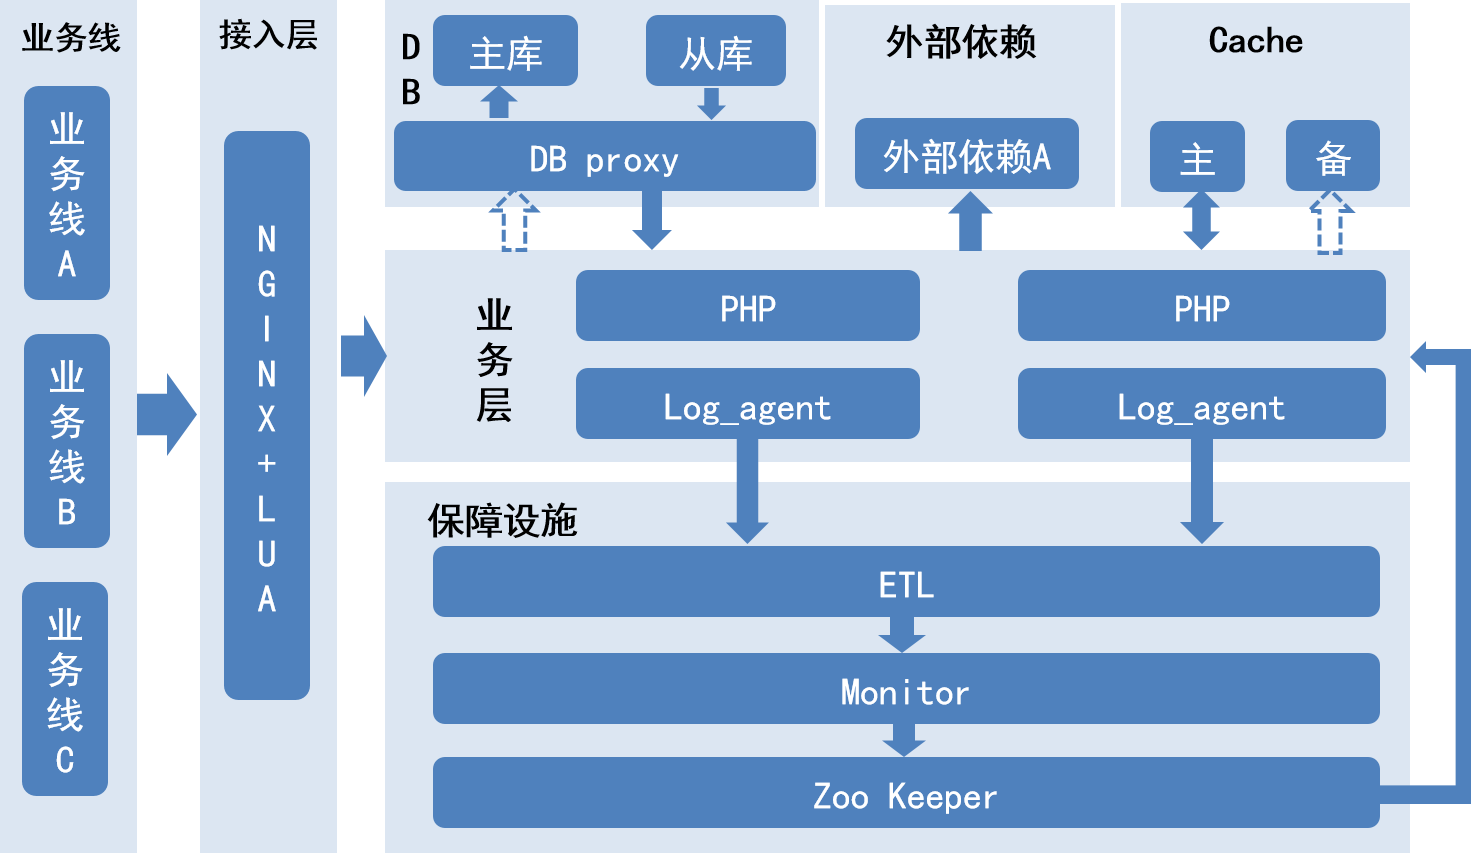 业务线
业务线A
业务线B
业务线C
接入层
NGINX+LUA
DB
主库
从库
DB proxy
外部依赖
外部依赖A
Cache
主
备
业务层
PHP
PHP
Log_agent
Log_agent
保障设施
ETL
Monitor
Zoo Keeper